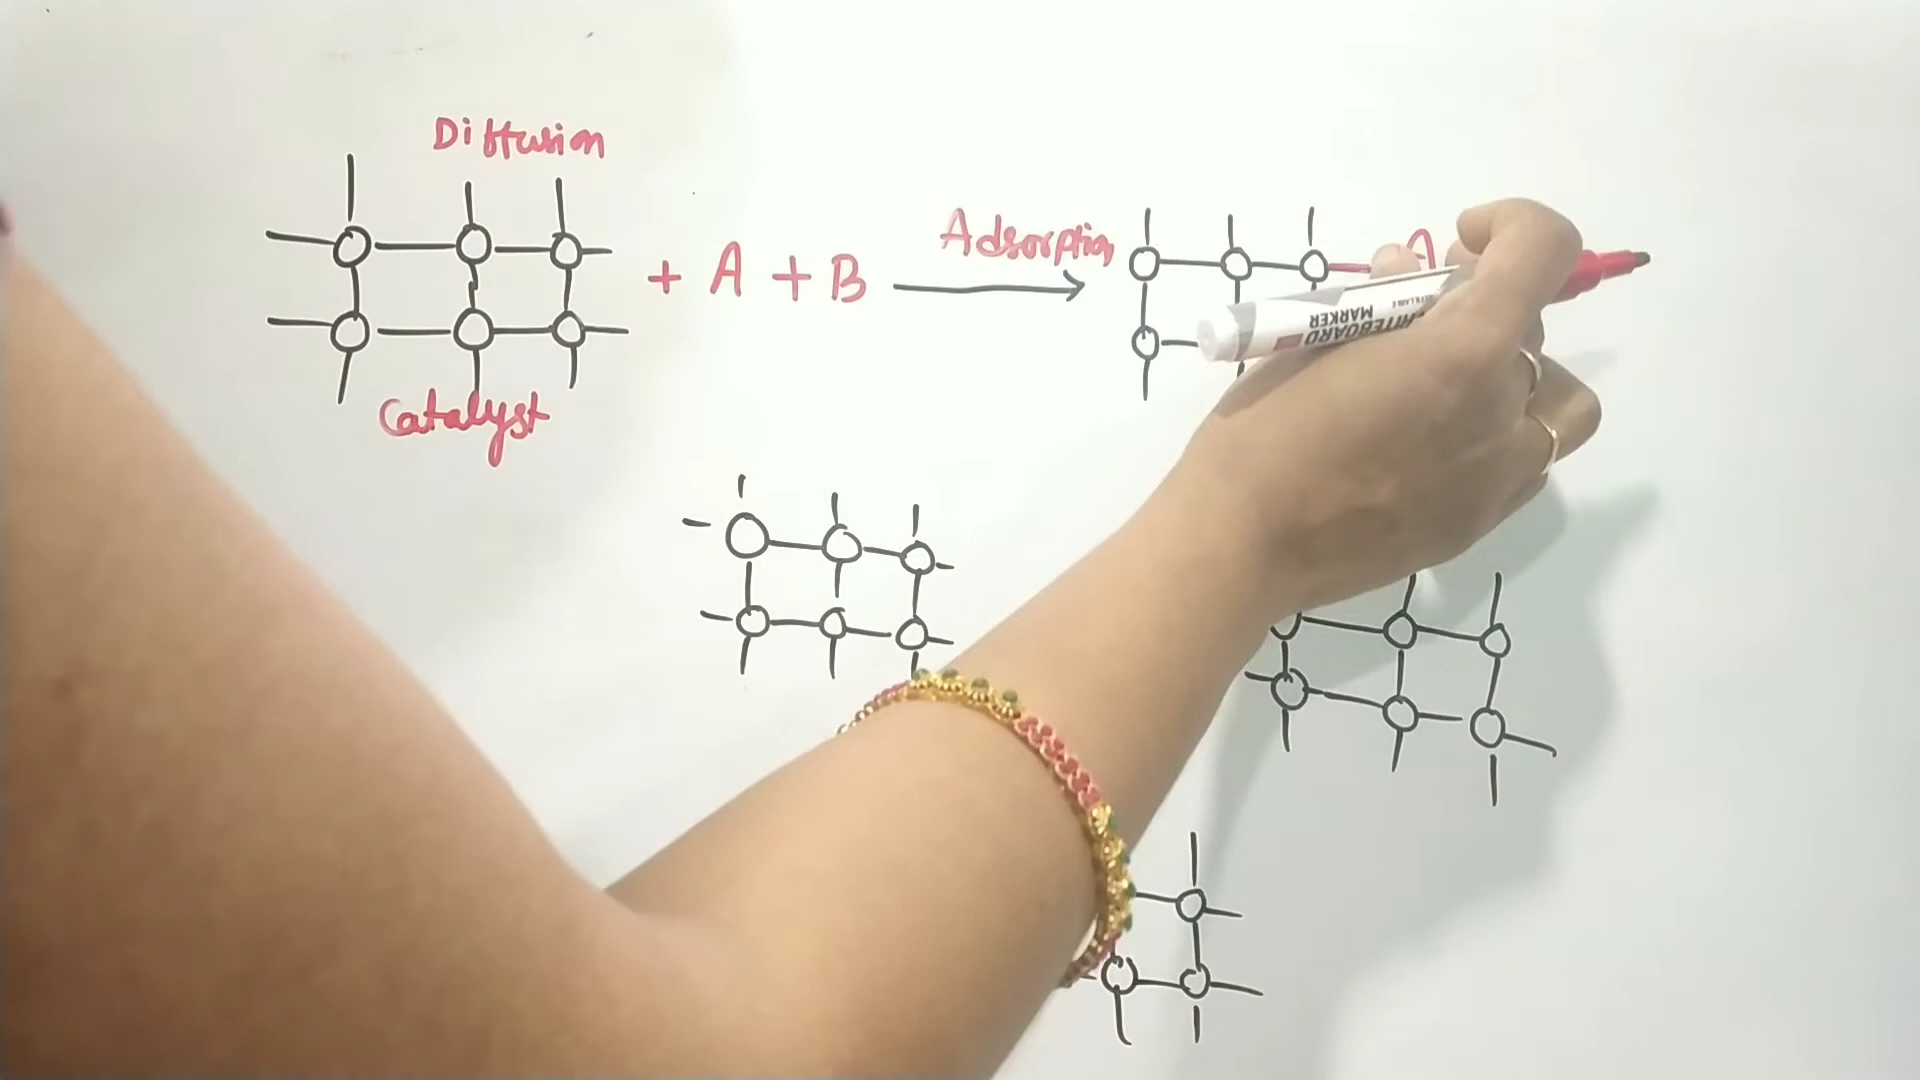 Diffusion
+ A + B
Adsorption
A
Catalyst
WHITEBOARD
MARKER